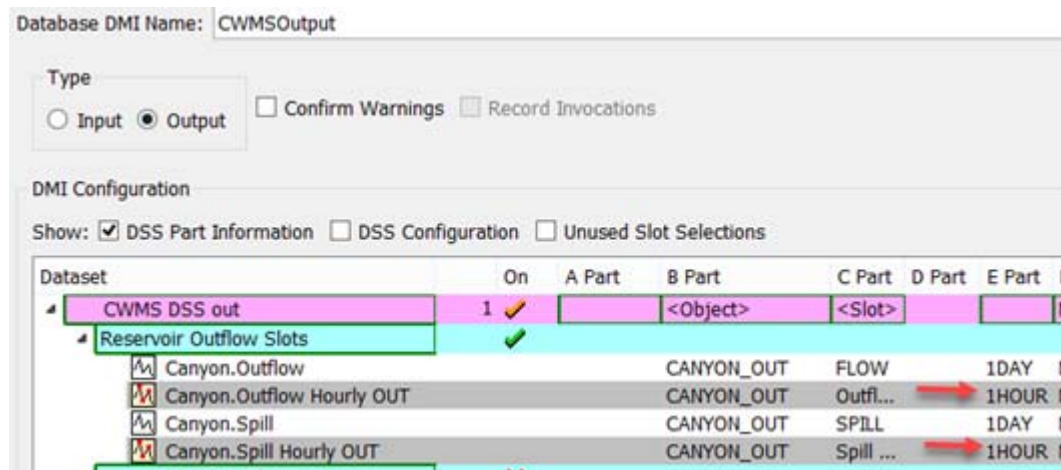 Database DMI Name: CWMSOutput
Type
Input Output Confirm Warnings Record Invocations
DMI Configuration
Show: DSS Part Information DSS Configuration Unused Slot Selections
Dataset On A Part B Part C Part D Part E Part
CWMS DSS out 1 <Object> <Slot>
Reservoir Outflow Slots
Canyon.Outflow CANYON_OUT FLOW 1DAY
Canyon.Outflow Hourly OUT CANYON_OUT Outfl... 1HOUR
Canyon.Spill CANYON_OUT SPILL 1DAY
Canyon.Spill Hourly OUT CANYON_OUT Spill ... 1HOUR